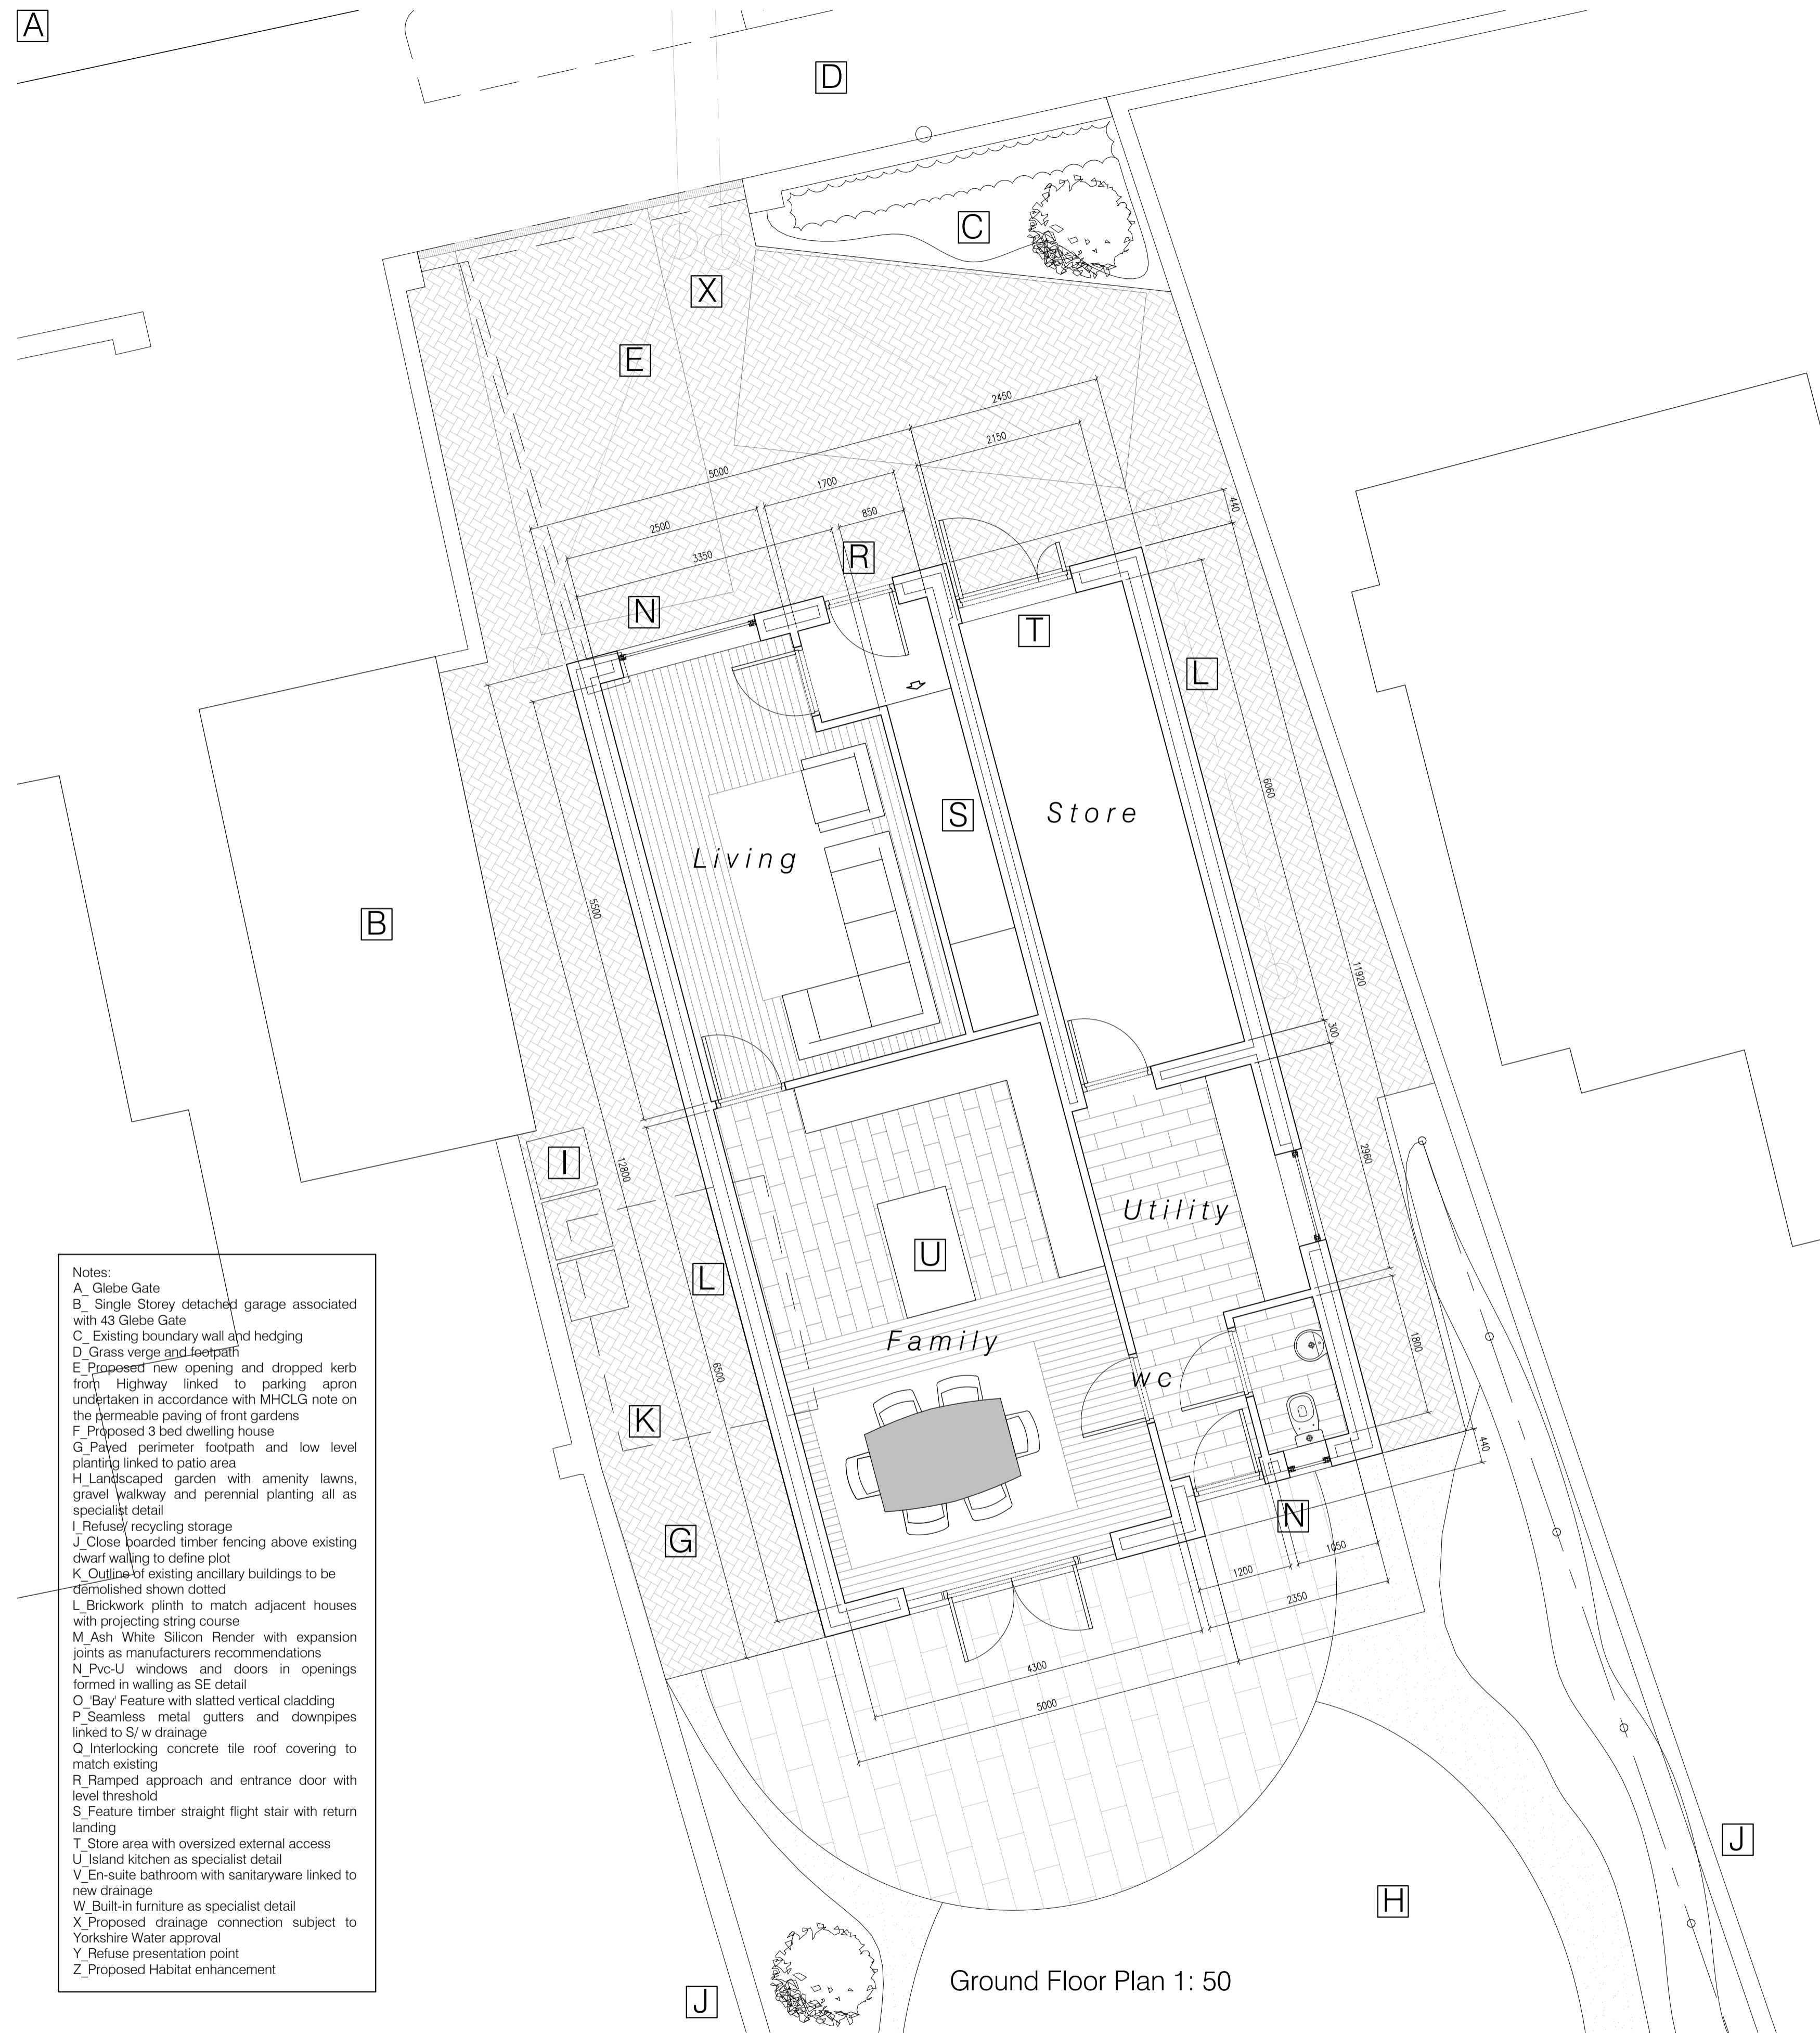 A
D
C
X
E
2450
2150
5000
1700
440
850
2500
3350
R
N
T
L
6060
Store
S
Living
5500
B
11920
300
I
12800
2960
Utility
U
L
Family
1800
WC
6500
K
440
N
G
1050
1200
2350
4300
5000
J
H
Ground Floor Plan 1: 50
J
Notes:
A_ Glebe Gate
B_ Single Storey detached garage associated
with 43 Glebe Gate
C_ Existing boundary wall and hedging
D_Grass verge and footpath
E_Proposed new opening and dropped kerb
from Highway linked to parking apron
undertaken in accordance with MHCLG note on
the permeable paving of front gardens
F_Proposed 3 bed dwelling house
G_Paved perimeter footpath and low level
planting linked to patio area
H_Landscaped garden with amenity lawns,
gravel walkway and perennial planting all as
specialist detail
I_Refuse/ recycling storage
J_Close boarded timber fencing above existing
dwarf walling to define plot
K_Outline of existing ancillary buildings to be
demolished shown dotted
L_Brickwork plinth to match adjacent houses
with projecting string course
M_Ash White Silicon Render with expansion
joints as manufacturers recommendations
N_Pvc-U windows and doors in openings
formed in walling as SE detail
O_'Bay' Feature with slatted vertical cladding
P_Seamless metal gutters and downpipes
linked to S/ w drainage
Q_Interlocking concrete tile roof covering to
match existing
R_Ramped approach and entrance door with
level threshold
S_Feature timber straight flight stair with return
landing
T_Store area with oversized external access
U_Island kitchen as specialist detail
V_En-suite bathroom with sanitaryware linked to
new drainage
W_Built-in furniture as specialist detail
X_Proposed drainage connection subject to
Yorkshire Water approval
Y_Refuse presentation point
Z_Proposed Habitat enhancement